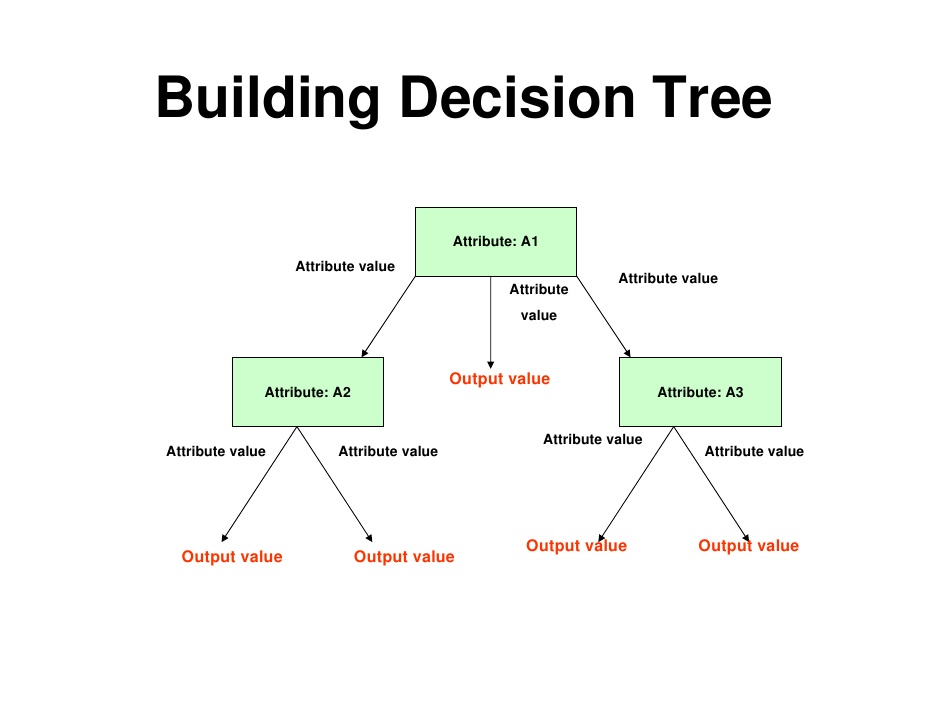 Building Decision Tree
Attribute: A1
Attribute value
Attribute
value
Attribute value
Output value
Attribute: A2
Attribute: A3
Attribute value
Attribute value
Attribute value
Attribute value
Output value
Output value
Output value
Output value